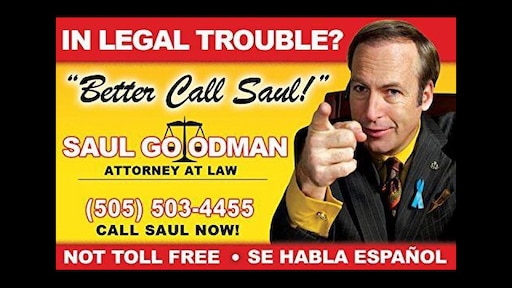 IN LEGAL TROUBLE?
"Better Call Saul!"
SAUL GOODMAN
ATTORNEY AT LAW
(505) 503-4455
CALL SAUL NOW!
NOT TOLL FREE • SE HABLA ESPAÑOL